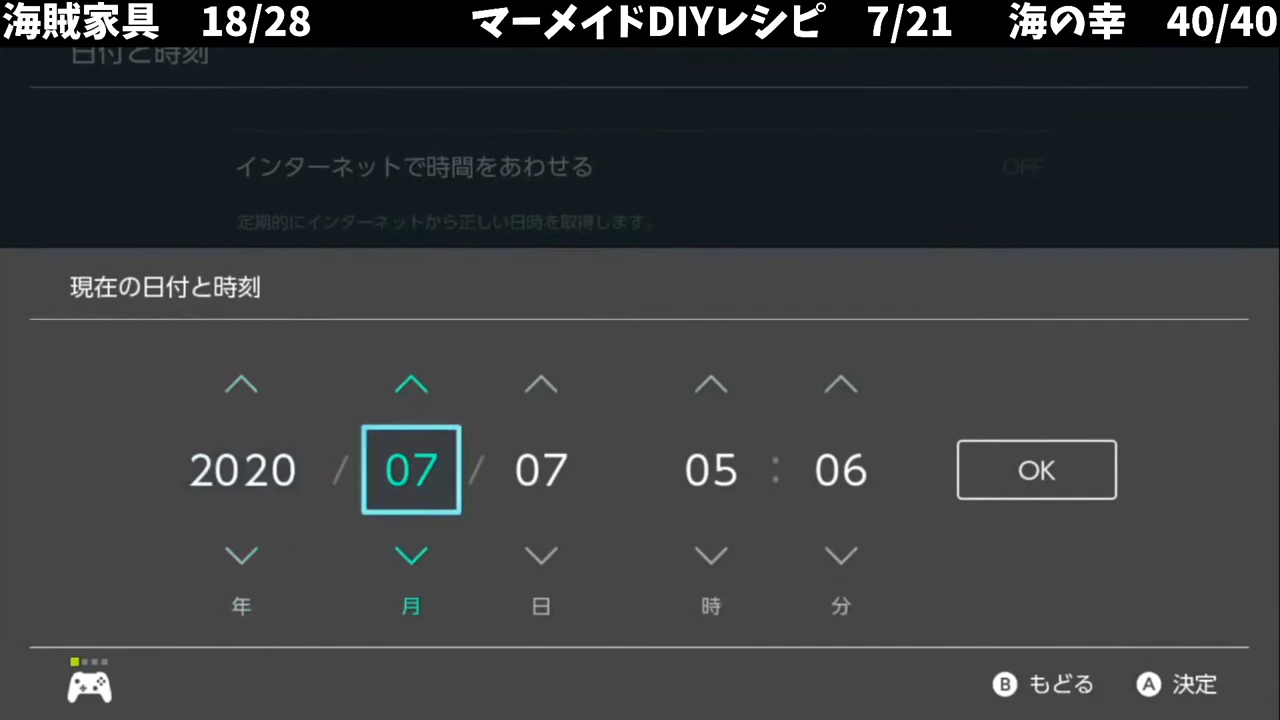 海賊家具 18/28 マーメイドDIYレシピ 7/21 海の幸 40/40
日付と時刻
インターネットで時間をあわせる OFF
定期的にインターネットから正しい日時を取得します。
現在の日付と時刻
2020 / 07 / 07 05 : 06 OK
年 月 日 時 分
B もどる A 決定